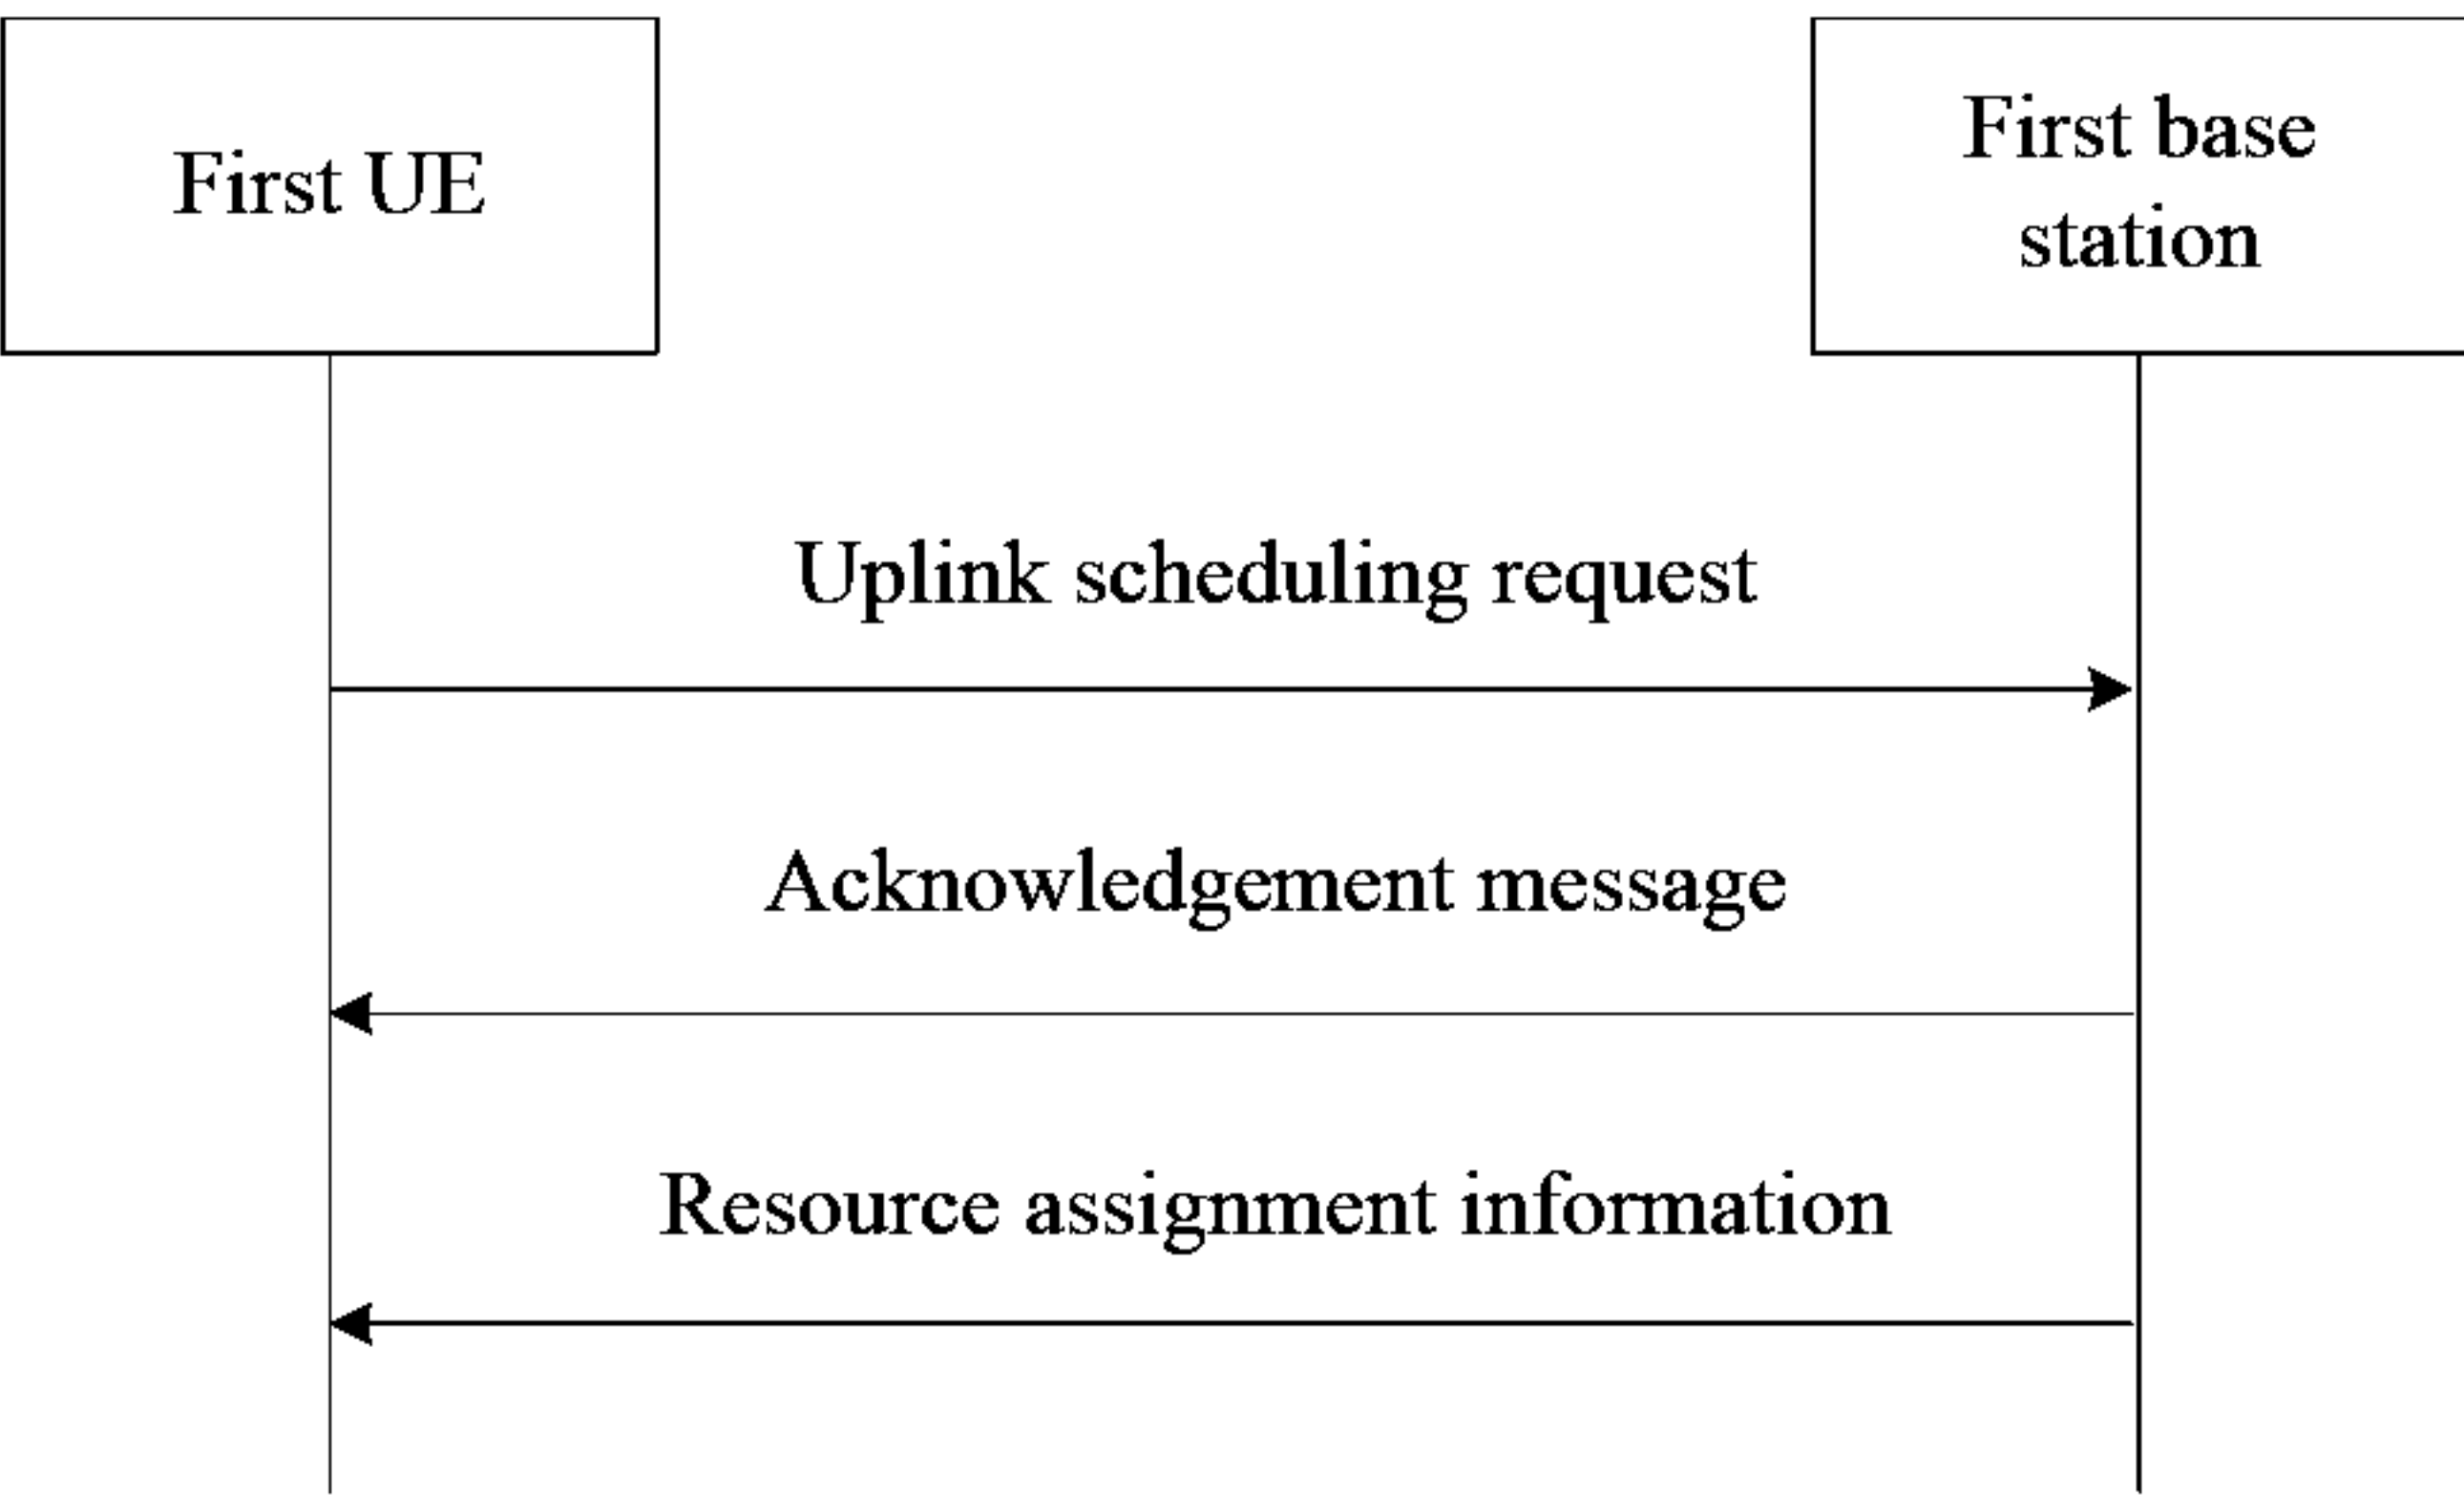 First UE
First base
station
Uplink scheduling request
Acknowledgement message
Resource assignment information